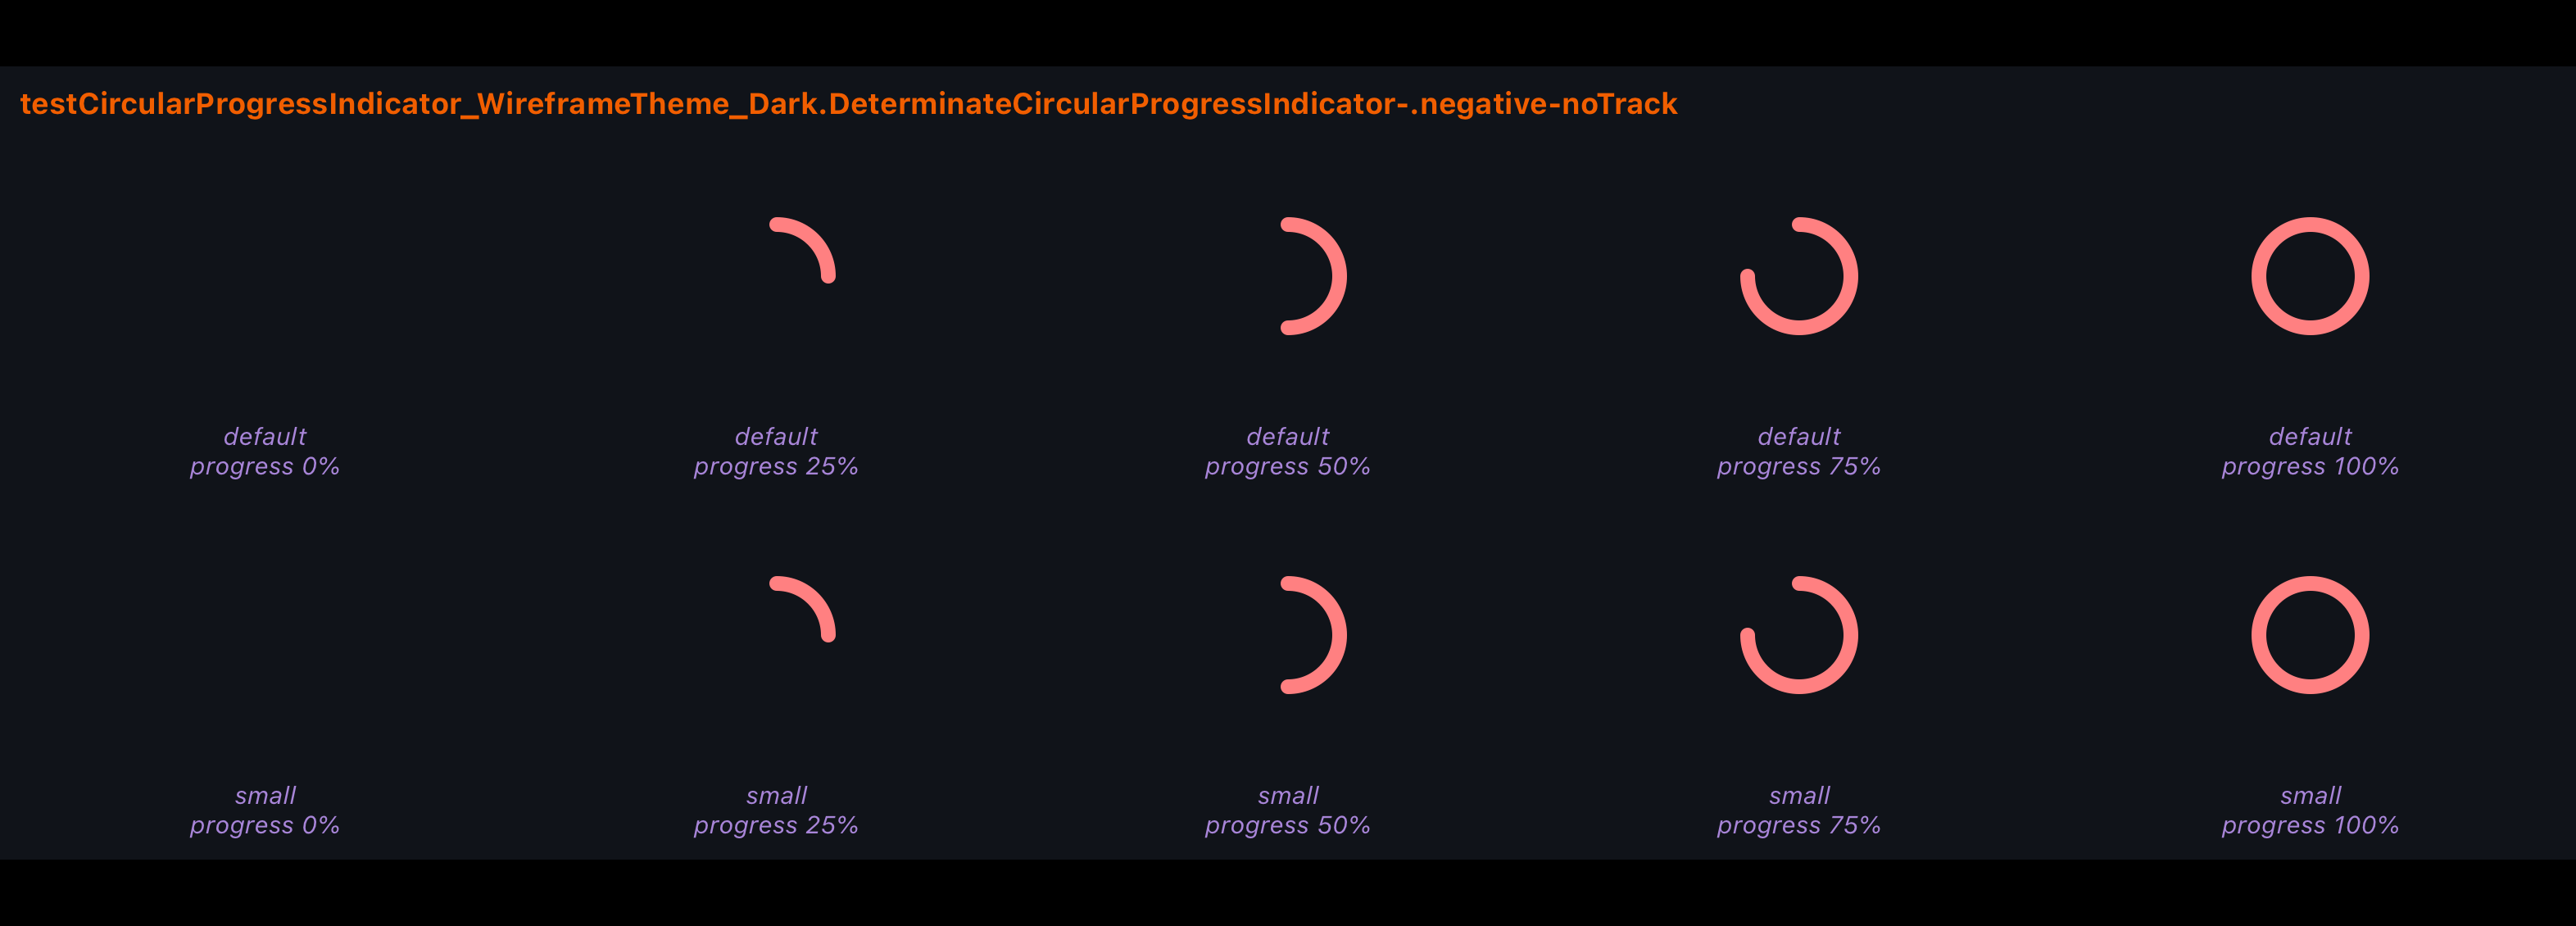 testCircularProgressIndicator_WireframeTheme_Dark.DeterminateCircularProgressIndicator-.negative-noTrack
default
progress 0%
default
progress 25%
default
progress 50%
default
progress 75%
default
progress 100%
small
progress 0%
small
progress 25%
small
progress 50%
small
progress 75%
small
progress 100%